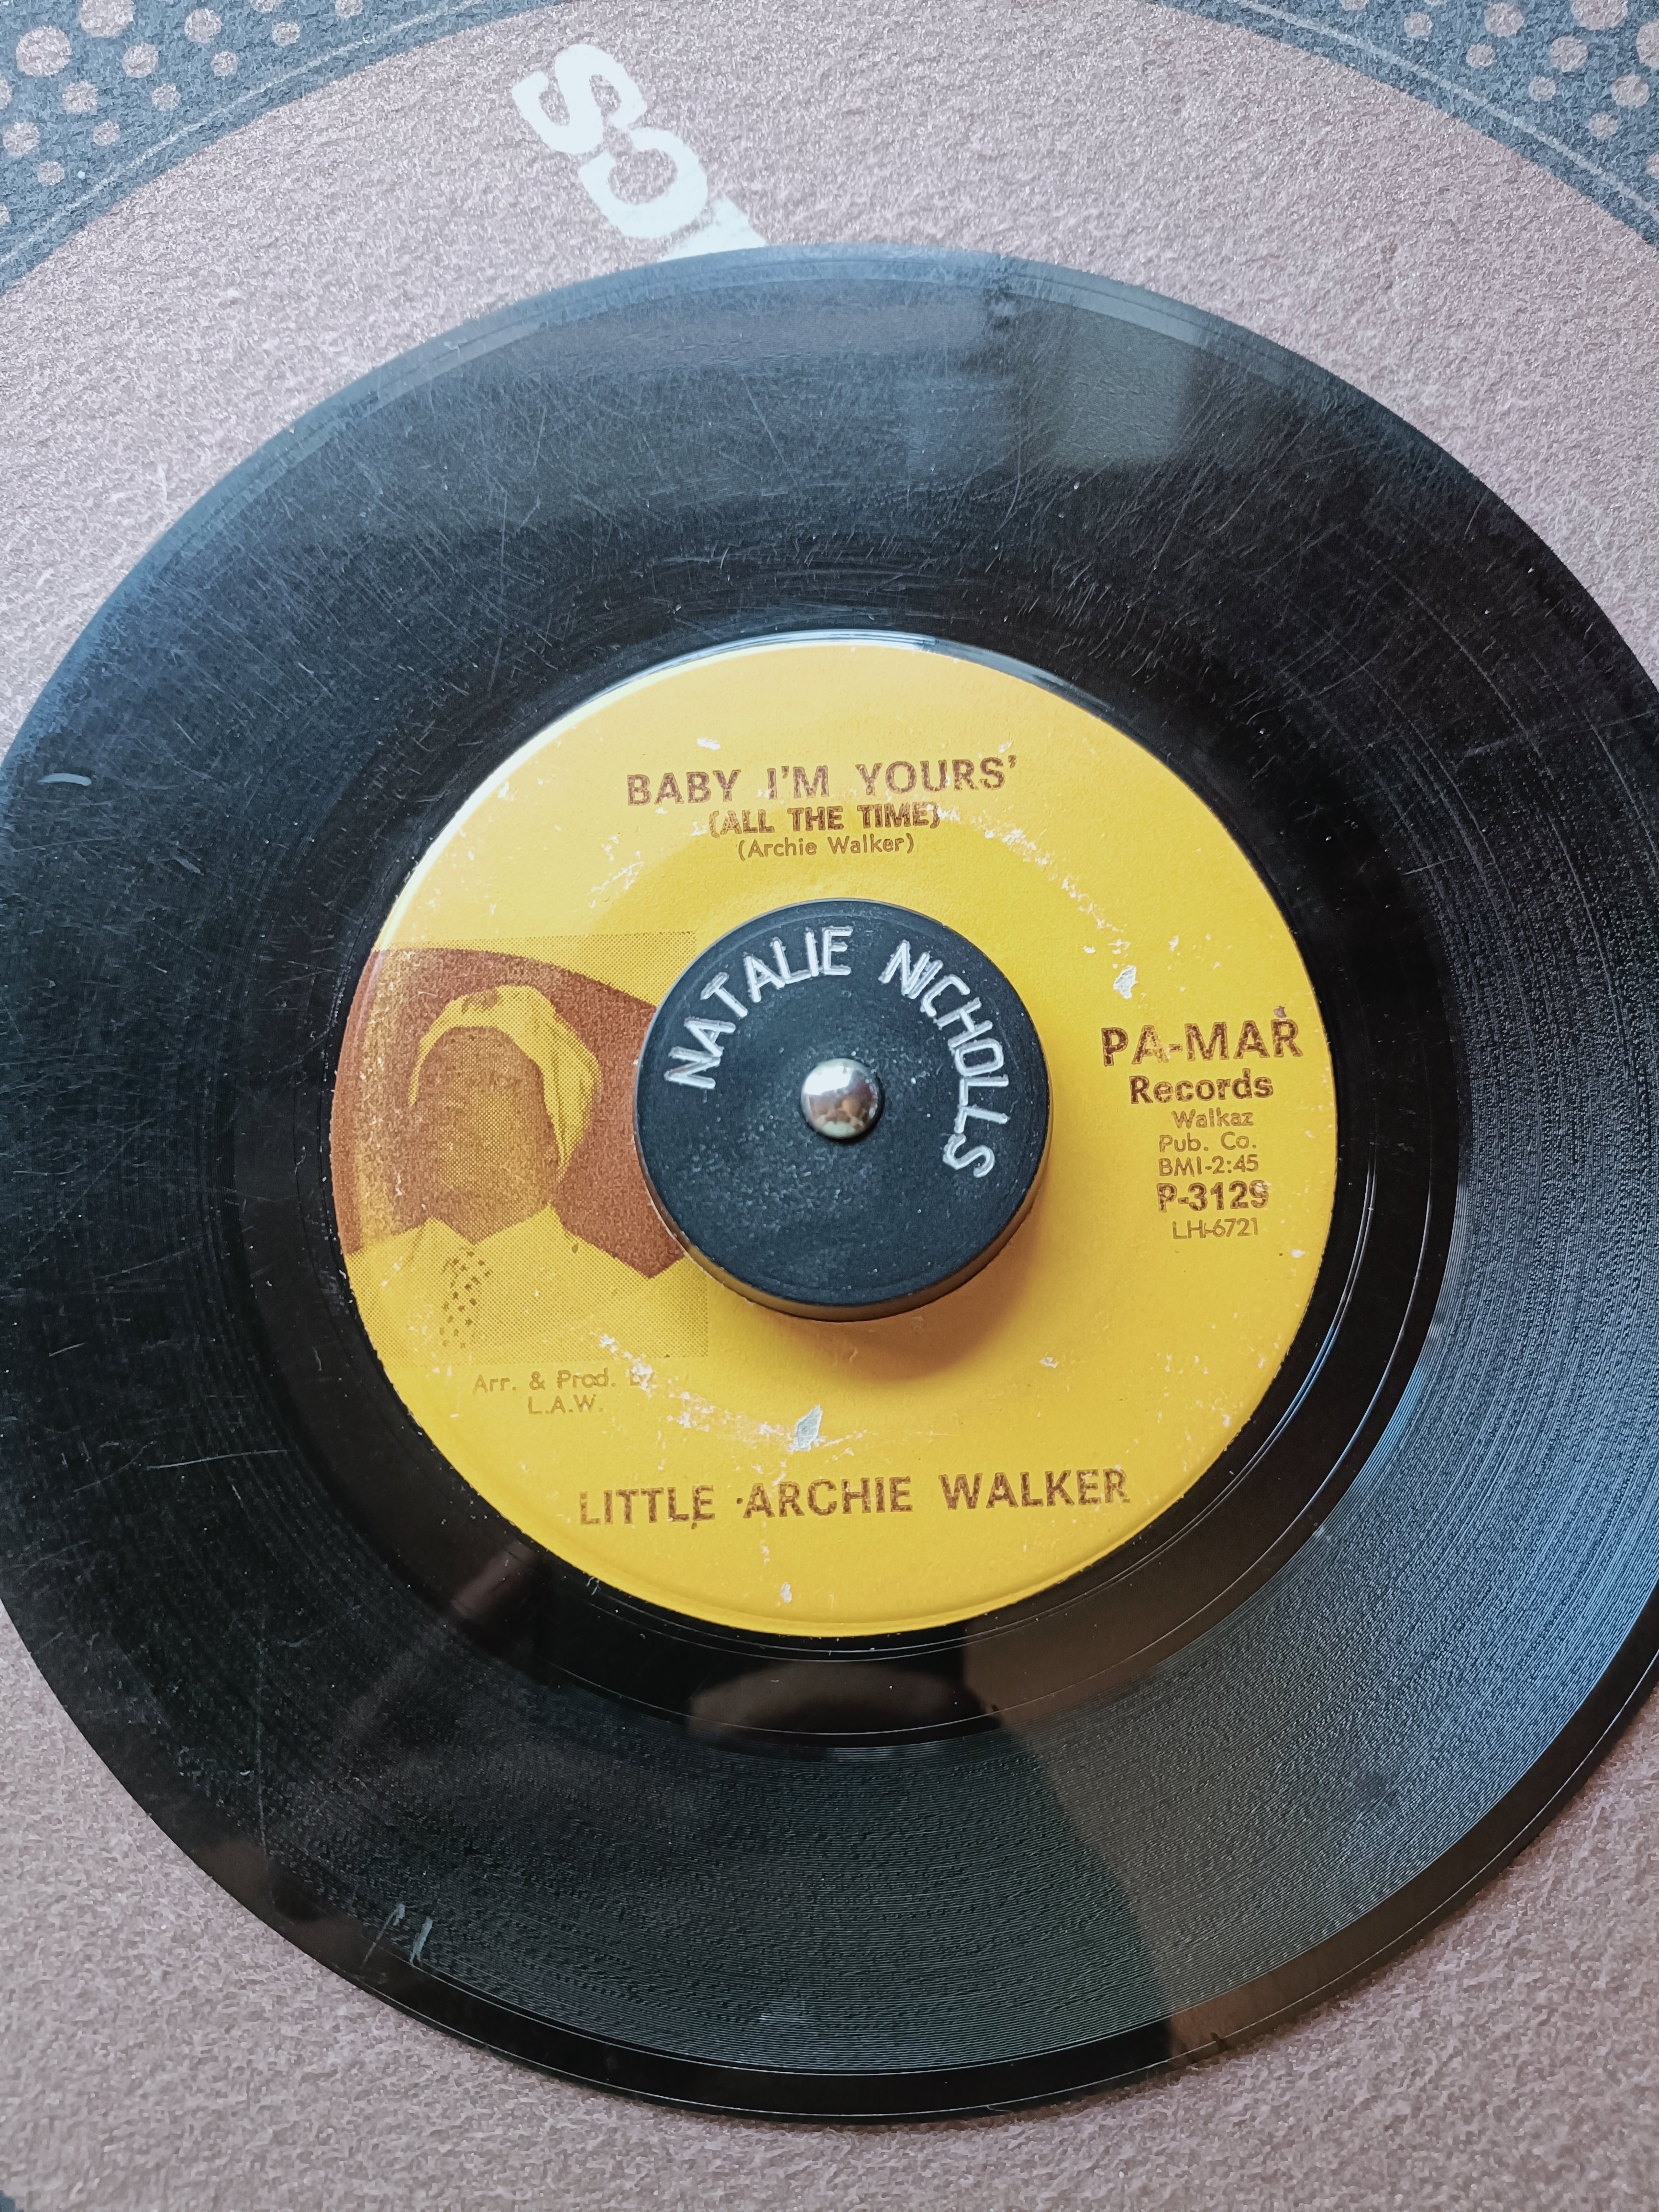 BABY I'M YOURS'
(ALL THE TIME)
(Archie Walker)
NATALIE NICHOLLS
PA-MAR
Records
Walkaz
Pub. Co.
BMI-2:45
P-3129
LH-6721
Arr. & Prod. by
L.A.W.
LITTLE ARCHIE WALKER